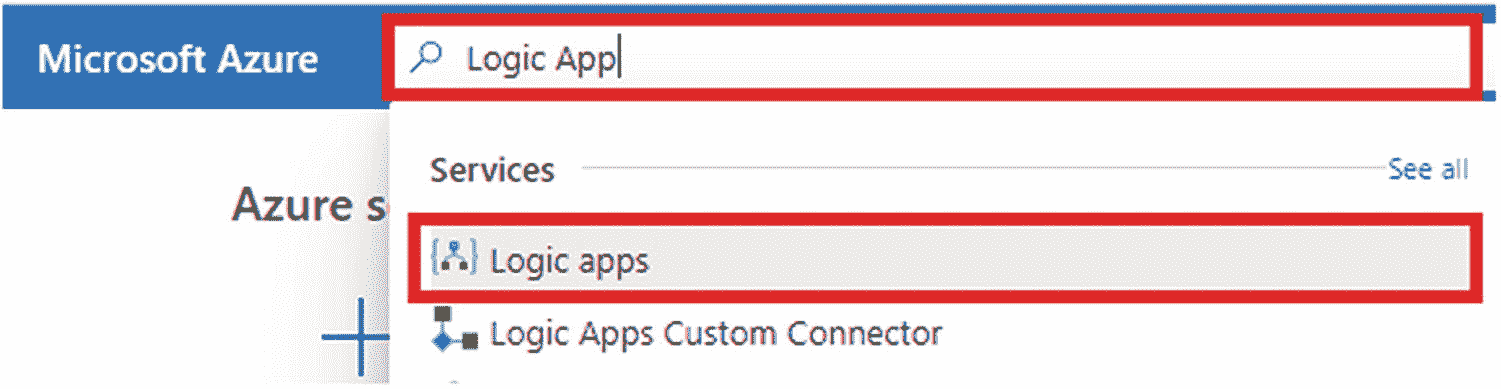 Microsoft Azure
Logic App
Services
See all
Azure s
Logic apps
Logic Apps Custom Connector